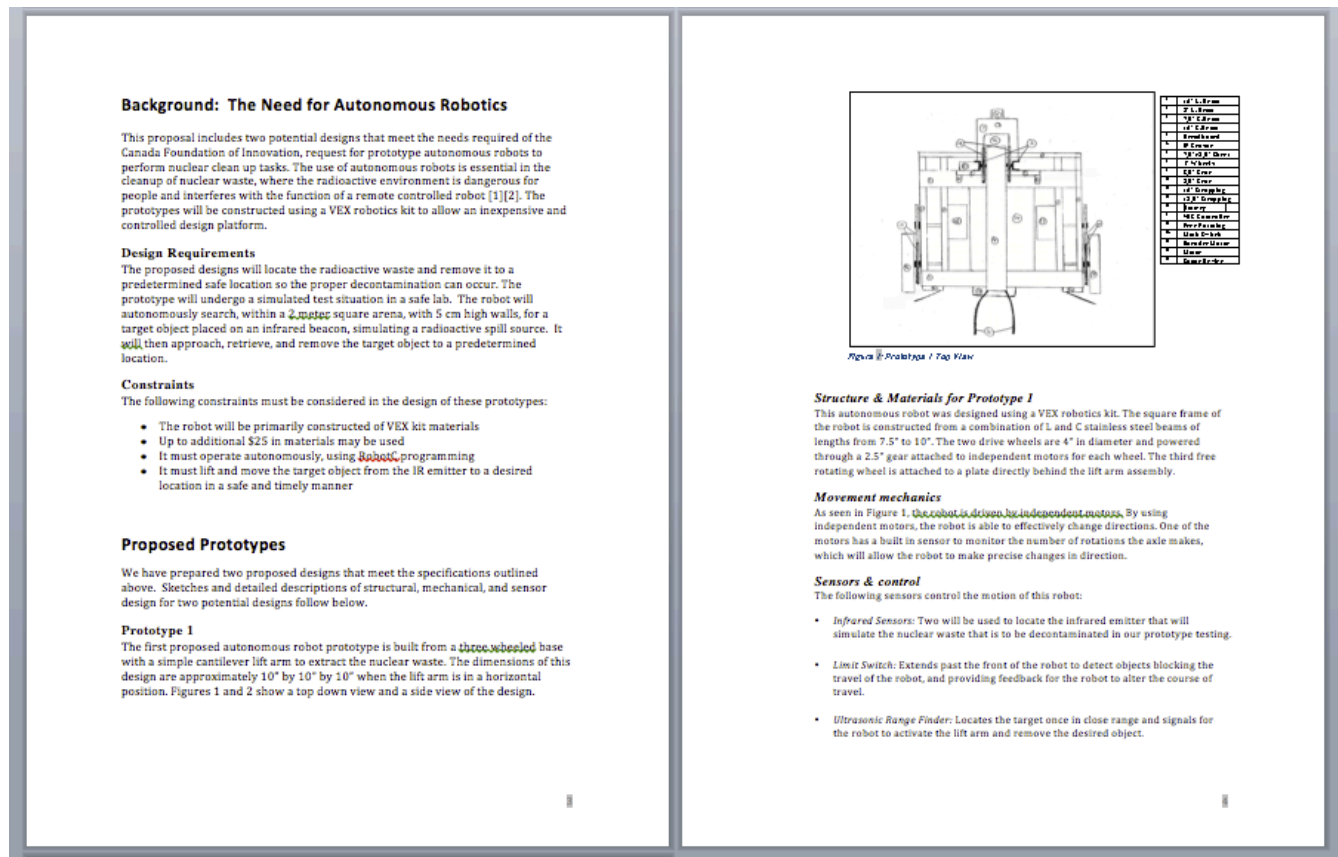 Background: The Need for Autonomous Robotics
This proposal includes two potential designs that meet the needs required of the
Canada Foundation of Innovation, request for prototype autonomous robots to
perform nuclear clean up tasks. The use of autonomous robots is essential in the
cleanup of nuclear waste, where the radioactive environment is dangerous for
people and interferes with the function of a remote controlled robot [1][2]. The
prototypes will be constructed using a VEX robotics kit to allow an inexpensive and
controlled design platform.
Design Requirements
The proposed designs will locate the radioactive waste and remove it to a
predetermined safe location so the proper decontamination can occur. The
prototype will undergo a simulated test situation in a safe lab. The robot will
autonomously search, within a 2 meter square arena, with 5 cm high walls, for a
target object placed on an infrared beacon, simulating a radioactive spill source. It
will then approach, retrieve, and remove the target object to a predetermined
location.
Constraints
The following constraints must be considered in the design of these prototypes:
• The robot will be primarily constructed of VEX kit materials
• Up to additional $25 in materials may be used
• It must operate autonomously, using RobotC programming
• It must lift and move the target object from the IR emitter to a desired
location in a safe and timely manner
Proposed Prototypes
We have prepared two proposed designs that meet the specifications outlined
above. Sketches and detailed descriptions of structural, mechanical, and sensor
design for two potential designs follow below.
Prototype 1
The first proposed autonomous robot prototype is built from a three wheeled base
with a simple cantilever lift arm to extract the nuclear waste. The dimensions of this
design are approximately 10" by 10" by 10" when the lift arm is in a horizontal
position. Figures 1 and 2 show a top down view and a side view of the design.
Figure 1: Prototype 1 Top View
Structure & Materials for Prototype 1
This autonomous robot was designed using a VEX robotics kit. The square frame of
the robot is constructed from a combination of L and C stainless steel beams of
lengths from 7.5" to 10". The two drive wheels are 4" in diameter and powered
through a 2.5" gear attached to independent motors for each wheel. The third free
rotating wheel is attached to a plate directly behind the lift arm assembly.
Movement mechanics
As seen in Figure 1, the robot is driven by independent motors. By using
independent motors, the robot is able to effectively change directions. One of the
motors has a built in sensor to monitor the number of rotations the axle makes,
which will allow the robot to make precise changes in direction.
Sensors & control
The following sensors control the motion of this robot:
• Infrared Sensors: Two will be used to locate the infrared emitter that will
simulate the nuclear waste that is to be decontaminated in our prototype testing.
• Limit Switch: Extends past the front of the robot to detect objects blocking the
travel of the robot, and providing feedback for the robot to alter the course of
travel.
• Ultrasonic Range Finder: Locates the target once in close range and signals for
the robot to activate the lift arm and remove the desired object.